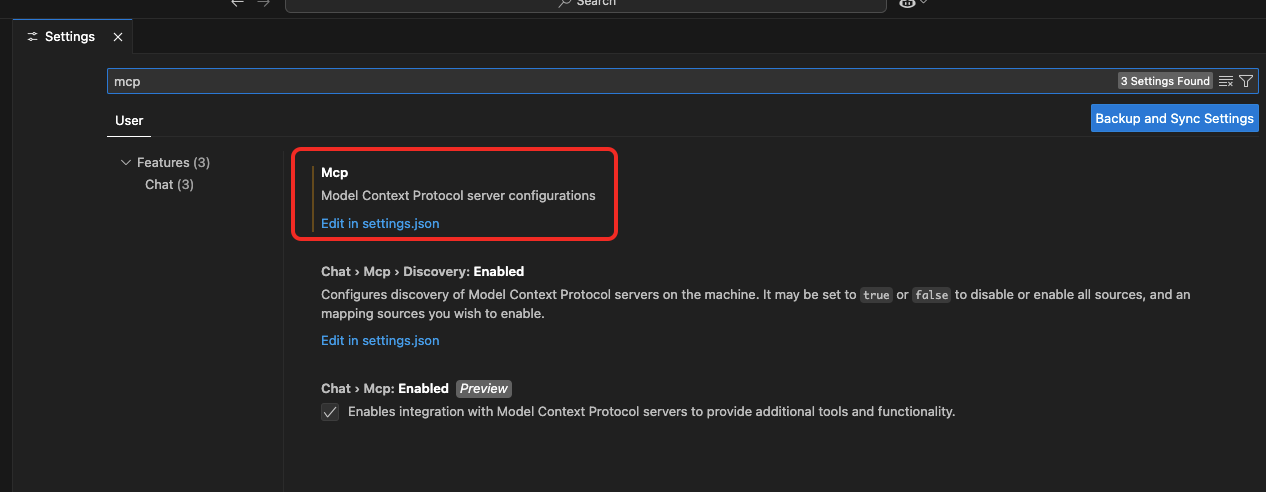 Search
Settings
mcp
3 Settings Found
User
Backup and Sync Settings
Features (3)
Chat (3)
Mcp
Model Context Protocol server configurations
Edit in settings.json
Chat › Mcp › Discovery: Enabled
Configures discovery of Model Context Protocol servers on the machine. It may be set to true or false to disable or enable all sources, and an
mapping sources you wish to enable.
Edit in settings.json
Chat › Mcp: Enabled Preview
Enables integration with Model Context Protocol servers to provide additional tools and functionality.